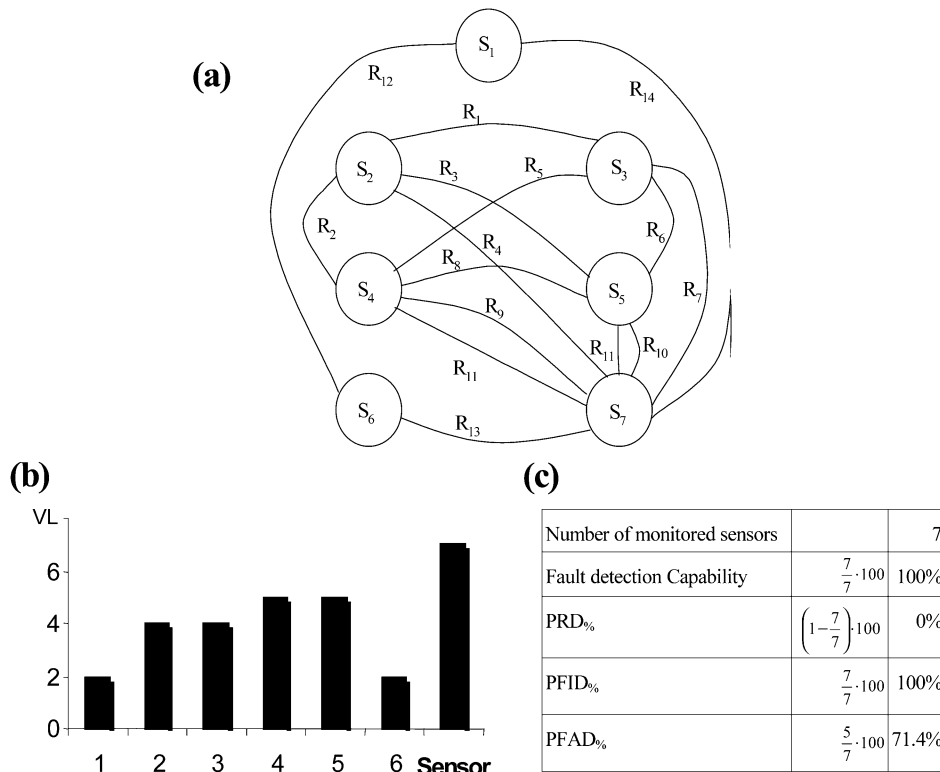 (a)
S1
R12
R14
R1
S2
S3
R3
R5
R2
R4
R6
R8
S4
S5
R7
R9
R11
R10
R11
S6
S7
R13
(b)
VL
6
4
2
0
1 2 3 4 5 6 Sensor
(c)
Number of monitored sensors 7
Fault detection Capability 7/7·100 100%
PRD% (1−7/7)·100 0%
PFID% 7/7·100 100%
PFAD% 5/7·100 71.4%